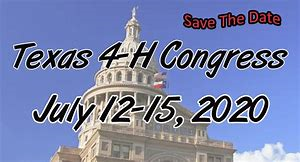 Save The Date
Texas 4-H Congress
July 12-15, 2020